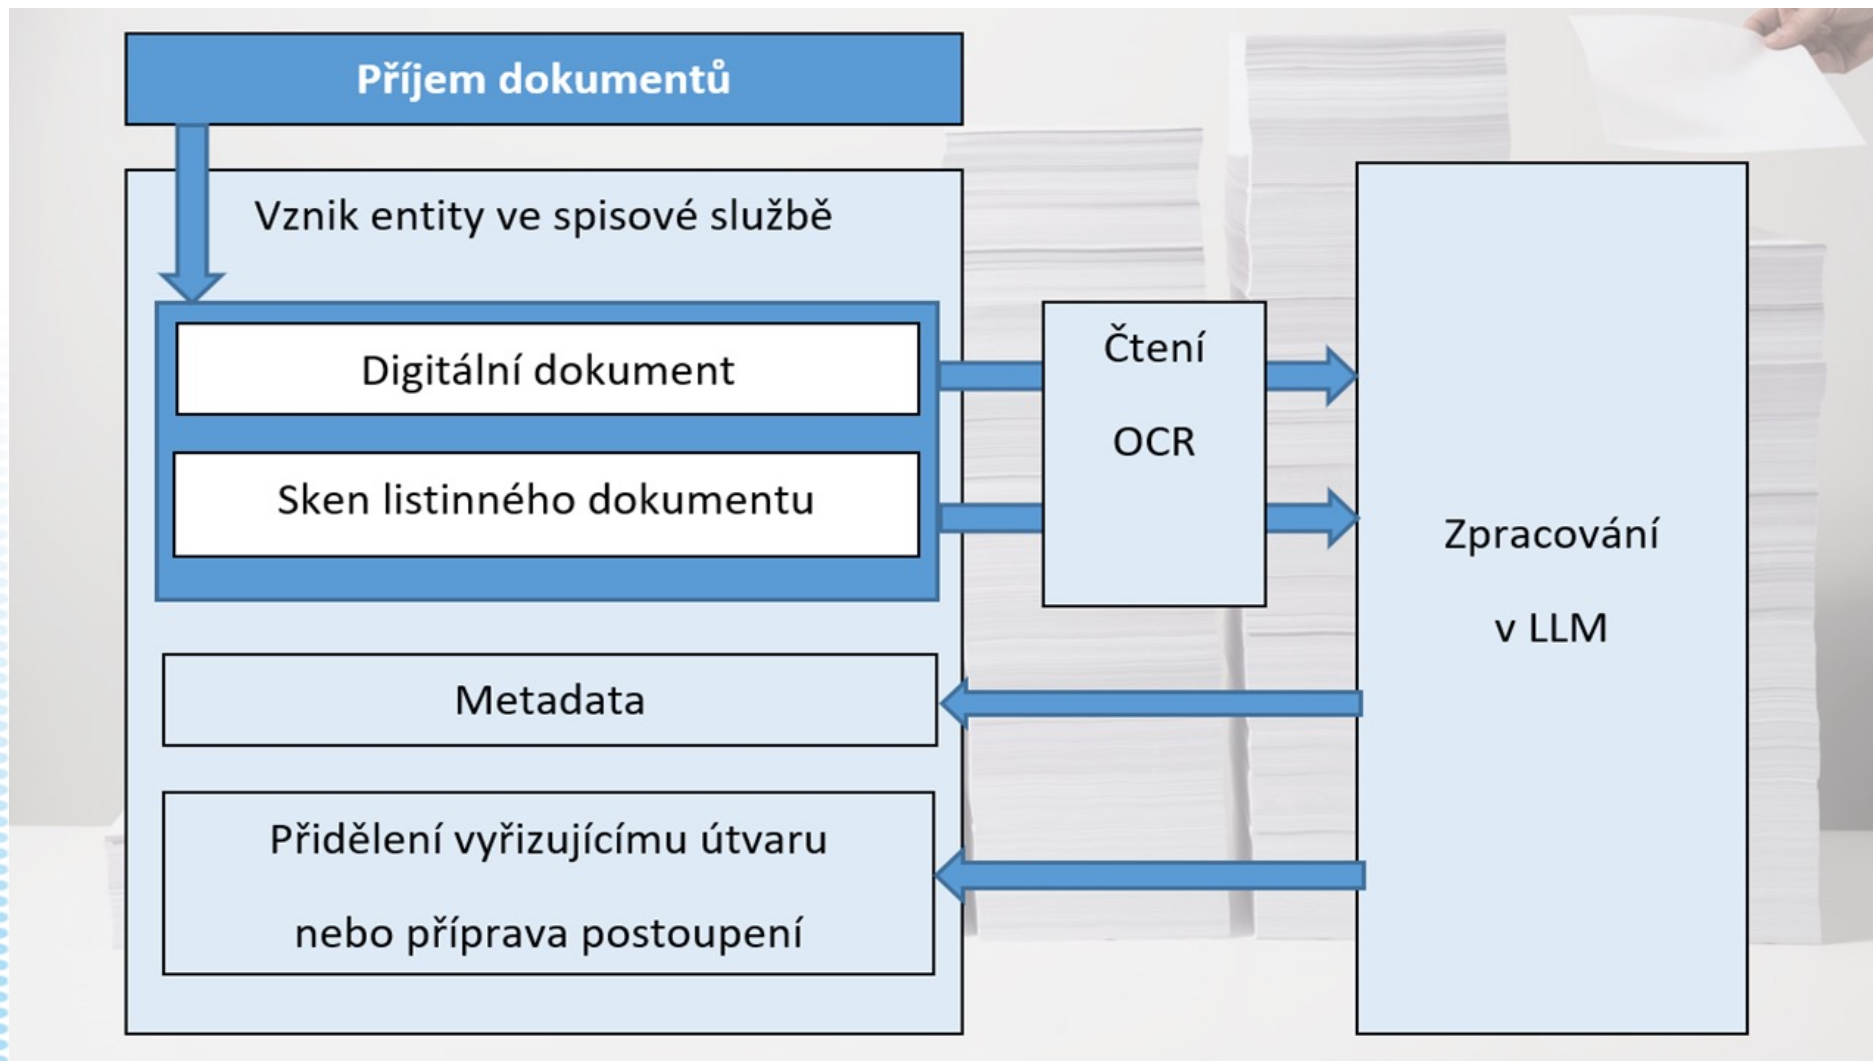 Příjem dokumentů
Vznik entity ve spisové službě
Digitální dokument
Sken listinného dokumentu
Čtení
OCR
Zpracování
v LLM
Metadata
Přidělení vyřizujícímu útvaru
nebo příprava postoupení